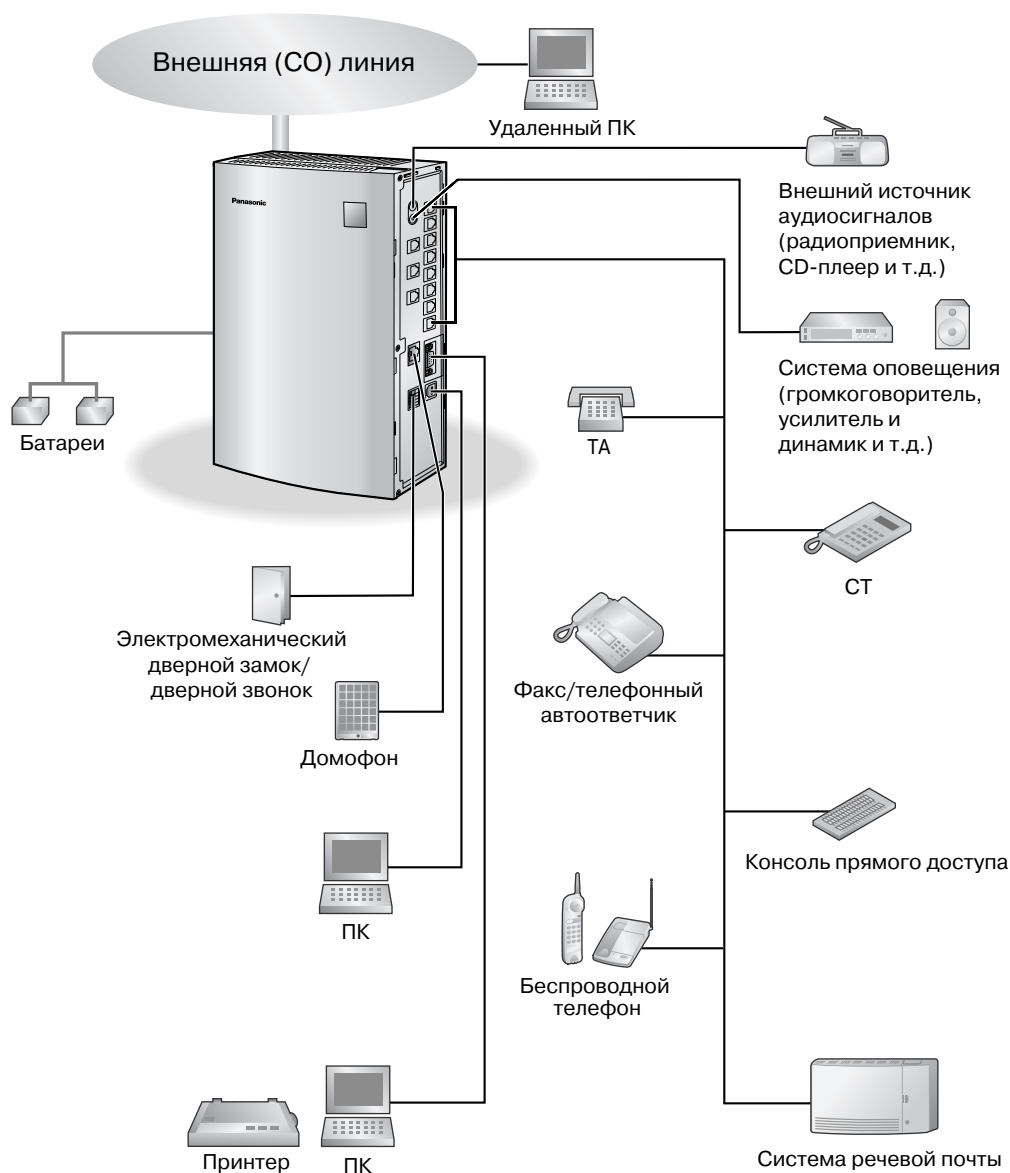 Внешняя (СО) линия
Удаленный ПК
Panasonic
Внешний источник
аудиосигналов
(радиоприемник,
CD-плеер и т.д.)
Система оповещения
(громкоговоритель,
усилитель и
динамик и т.д.)
Батареи
ТА
СТ
Электромеханический
дверной замок/
дверной звонок
Факс/телефонный
автоответчик
Домофон
Консоль прямого доступа
ПК
Беспроводной
телефон
Принтер
ПК
Система речевой почты